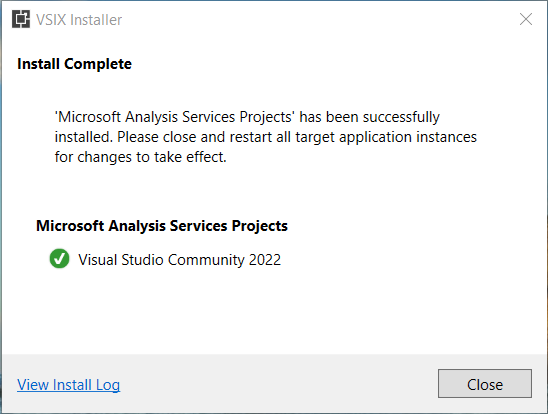 VSIX Installer
Install Complete
'Microsoft Analysis Services Projects' has been successfully
installed. Please close and restart all target application instances
for changes to take effect.
Microsoft Analysis Services Projects
Visual Studio Community 2022
View Install Log
Close